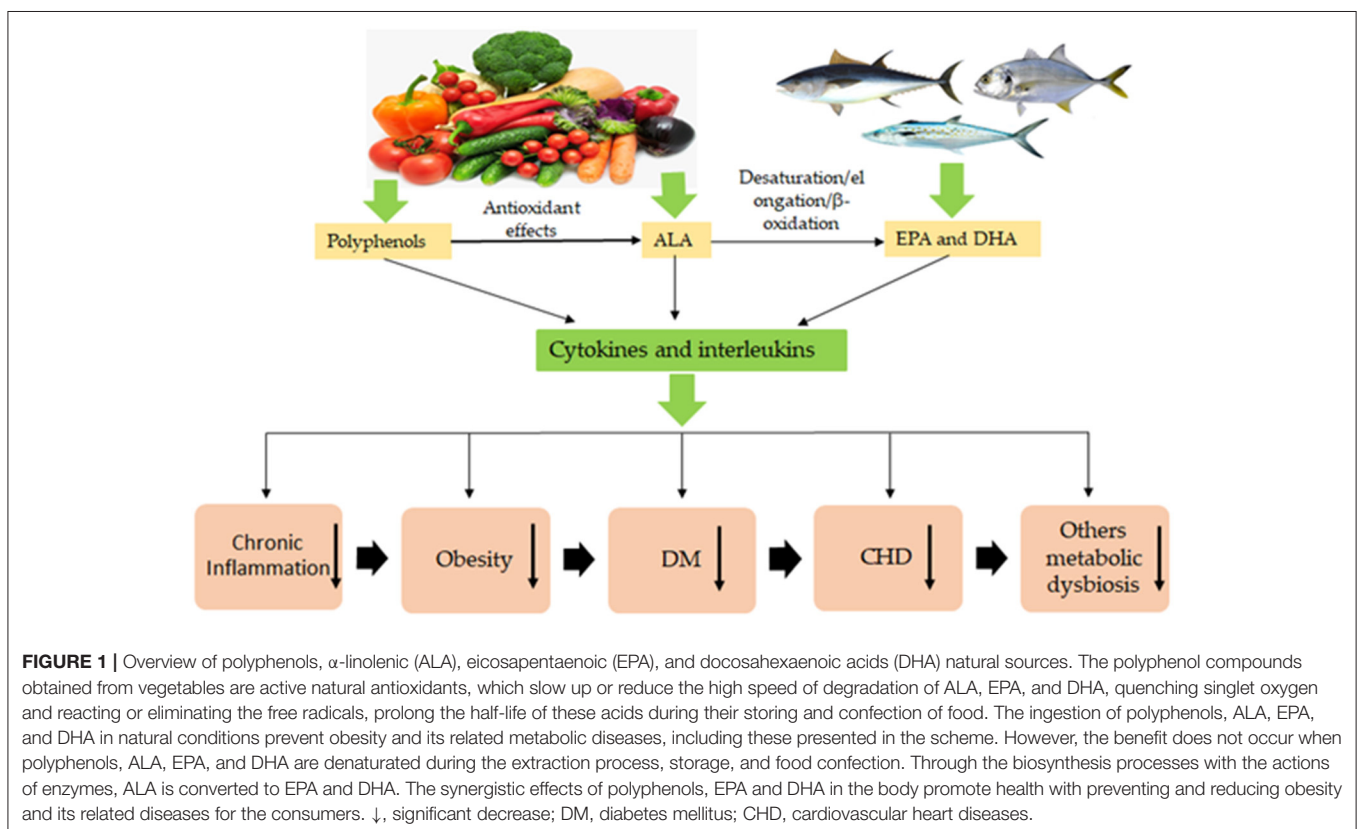 Desaturation/el
ongation/β-
oxidation
Antioxidant
effects
Polyphenols
ALA
EPA and DHA
Cytokines and interleukins
Chronic
Inflammation
Obesity
DM
CHD
Others
metabolic
dysbiosis
FIGURE 1 | Overview of polyphenols, α-linolenic (ALA), eicosapentaenoic (EPA), and docosahexaenoic acids (DHA) natural sources. The polyphenol compounds
obtained from vegetables are active natural antioxidants, which slow up or reduce the high speed of degradation of ALA, EPA, and DHA, quenching singlet oxygen
and reacting or eliminating the free radicals, prolong the half-life of these acids during their storing and confection of food. The ingestion of polyphenols, ALA, EPA,
and DHA in natural conditions prevent obesity and its related metabolic diseases, including these presented in the scheme. However, the benefit does not occur when
polyphenols, ALA, EPA, and DHA are denaturated during the extraction process, storage, and food confection. Through the biosynthesis processes with the actions
of enzymes, ALA is converted to EPA and DHA. The synergistic effects of polyphenols, EPA and DHA in the body promote health with preventing and reducing obesity
and its related diseases for the consumers. ↓, significant decrease; DM, diabetes mellitus; CHD, cardiovascular heart diseases.